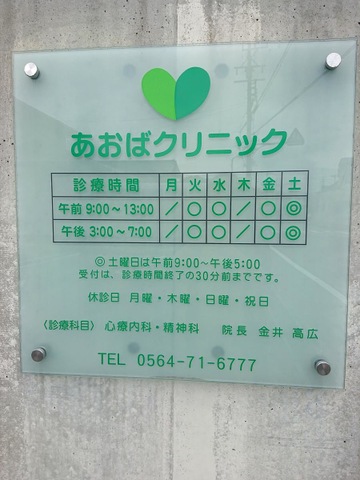 あおばクリニック
診療時間 月 火 水 木 金 土
午前 9:00~13:00 / ○ ○ / ○ ◎
午後 3:00~7:00 / ○ ○ / ○ ◎
◎土曜日は午前9:00~午後5:00
受付は、診療時間終了の30分前までです。
休診日 月曜・木曜・日曜・祝日
〈診療科目〉心療内科・精神科 院長 金井 高広
TEL 0564-71-6777